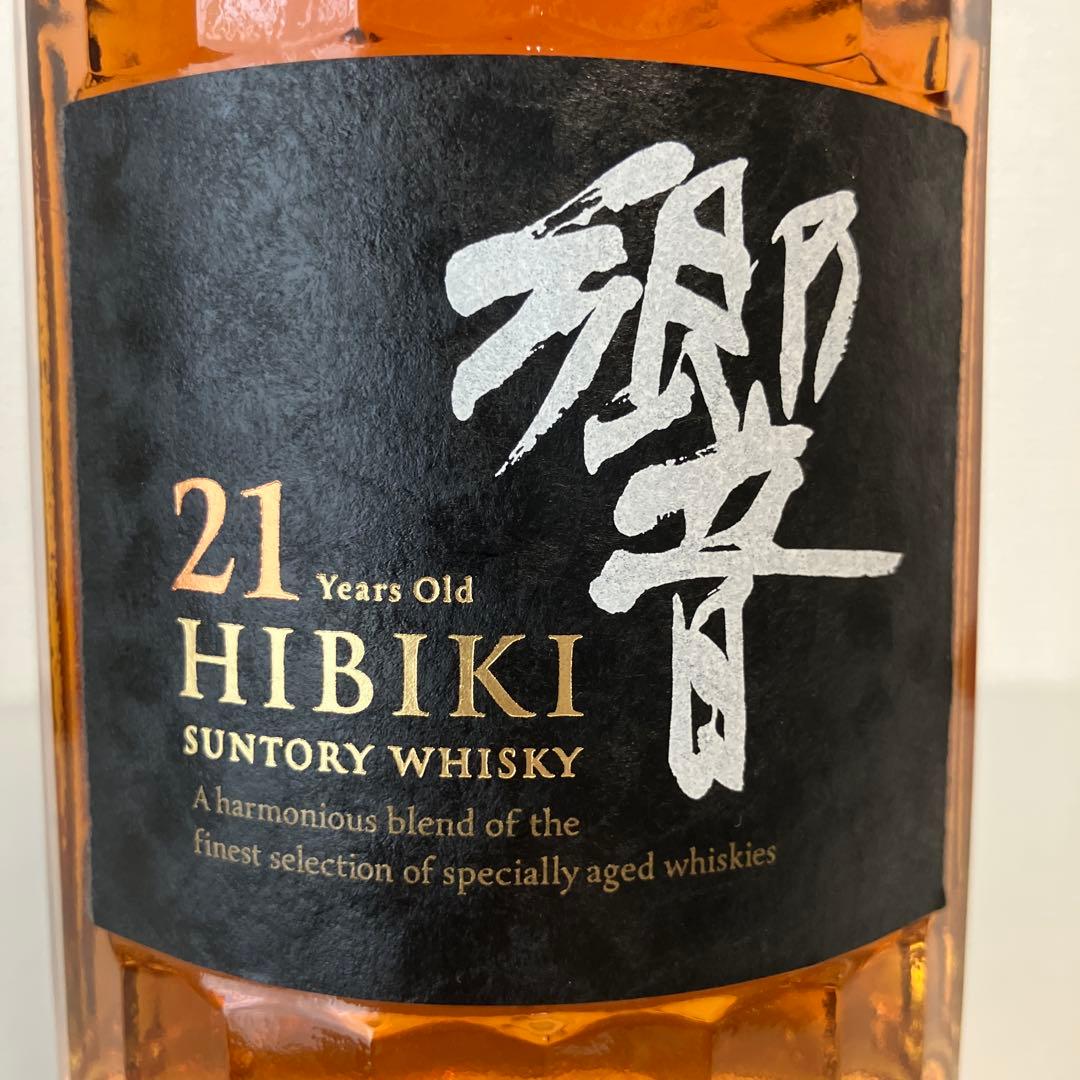 響
21 Years Old
HIBIKI
SUNTORY WHISKY
A harmonious blend of the
finest selection of specially aged whiskies